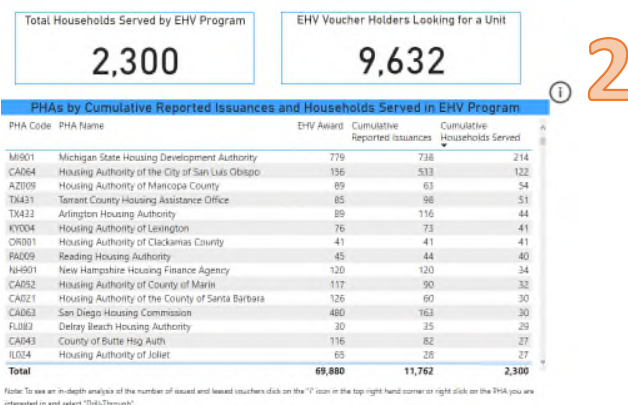 Total Households Served by EHV Program
2,300
EHV Voucher Holders Looking for a Unit
9,632
2
i
PHAs by Cumulative Reported Issuances and Households Served in EHV Program
PHA Code PHA Name EHV Award Cumulative Reported Issuances Cumulative Households Served
MI901 Michigan State Housing Development Authority 779 738 214
CA064 Housing Authority of the City of San Luis Obispo 156 533 122
AZ009 Housing Authority of Maricopa County 89 63 54
TX431 Tarrant County Housing Assistance Office 85 98 51
TX433 Arlington Housing Authority 89 116 44
KY004 Housing Authority of Lexington 76 73 41
OR001 Housing Authority of Clackamas County 41 41 41
PA009 Reading Housing Authority 45 44 40
NH901 New Hampshire Housing Finance Agency 120 120 34
CA052 Housing Authority of County of Marin 117 90 32
CA021 Housing Authority of the County of Santa Barbara 126 60 30
CA063 San Diego Housing Commission 480 163 30
FL083 Delray Beach Housing Authority 30 35 29
CA043 County of Butte Hsg Auth 116 82 27
IL024 Housing Authority of Joliet 65 28 27
Total 69,880 11,762 2,300
Note: To see an in-depth analysis of the number of issued and leased vouchers click on the "i" icon in the top right hand corner or right click on the PHA you are
interested in and select "Drill-Through"